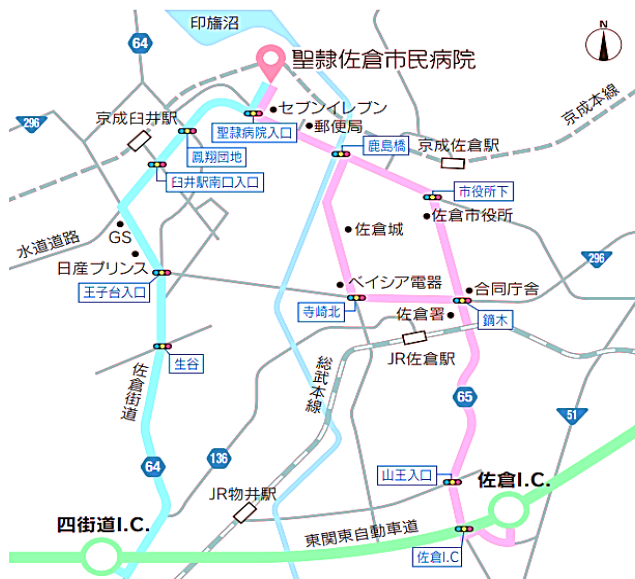 印旛沼
N
64
聖隷佐倉市民病院
京成本線
296
京成臼井駅
セブンイレブン
聖隷病院入口
郵便局
鹿島橋
京成佐倉駅
鳳翔団地
臼井駅南口入口
市役所下
佐倉市役所
佐倉城
水道道路
GS
日産プリンス
296
王子台入口
ベイシア電器
合同庁舎
寺崎北
佐倉署
鏑木
生谷
JR佐倉駅
総武本線
佐倉街道
65
51
136
64
山王入口
佐倉I.C.
JR物井駅
四街道I.C.
東関東自動車道
佐倉I.C